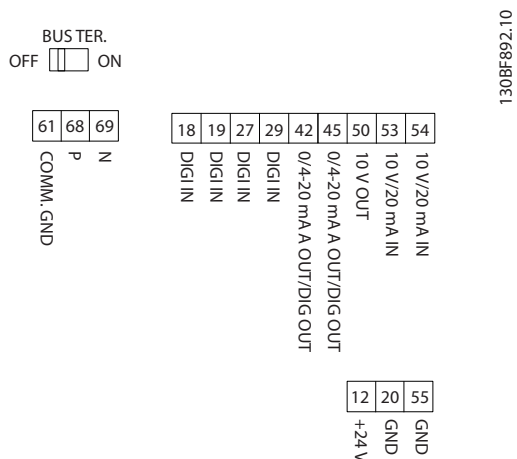 BUS TER.
OFF ON
61 68 69
COMM. GND
P
N
18 19 27 29 42 45 50 53 54
DIGI IN
DIGI IN
DIGI IN
DIGI IN
0/4-20 mA A OUT/DIG OUT
0/4-20 mA A OUT/DIG OUT
10 V OUT
10 V/20 mA IN
10 V/20 mA IN
12 20 55
+24 V
GND
GND
130BF892.10